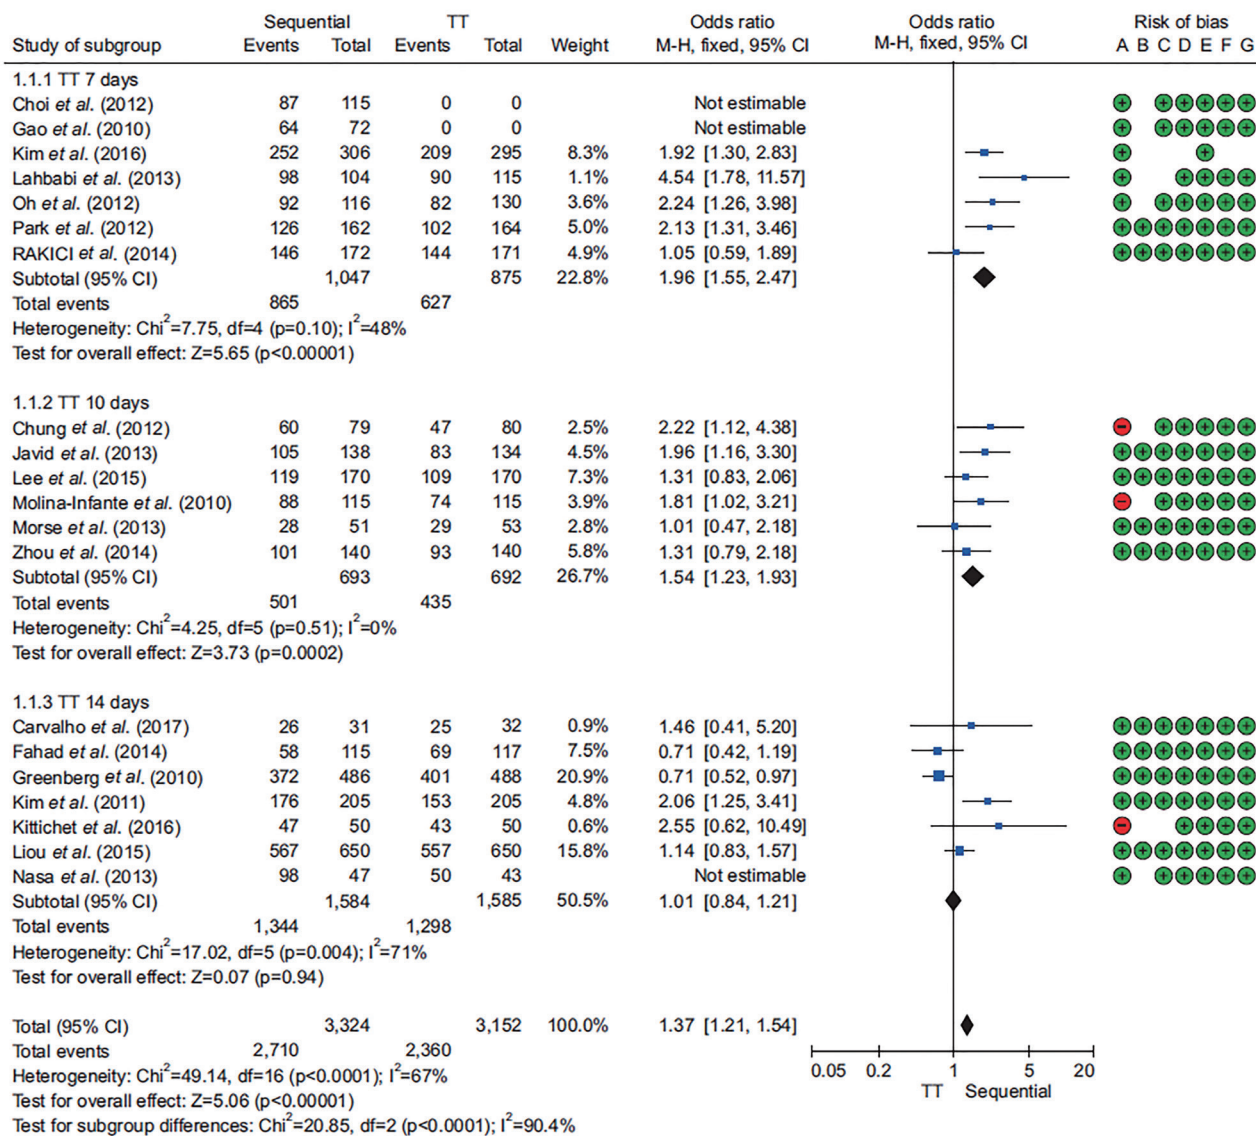 Sequential TT Odds ratio Odds ratio Risk of bias
Study of subgroup Events Total Events Total Weight M-H, fixed, 95% CI M-H, fixed, 95% CI A B C D E F G
1.1.1 TT 7 days
Choi et al. (2012) 87 115 0 0 Not estimable + + + + + +
Gao et al. (2010) 64 72 0 0 Not estimable + + + + + +
Kim et al. (2016) 252 306 209 295 8.3% 1.92 [1.30, 2.83] + +
Lahbabi et al. (2013) 98 104 90 115 1.1% 4.54 [1.78, 11.57] + + + + +
Oh et al. (2012) 92 116 82 130 3.6% 2.24 [1.26, 3.98] + + + + + +
Park et al. (2012) 126 162 102 164 5.0% 2.13 [1.31, 3.46] + + + + + + +
RAKICI et al. (2014) 146 172 144 171 4.9% 1.05 [0.59, 1.89] + + + + + + +
Subtotal (95% CI) 1,047 875 22.8% 1.96 [1.55, 2.47]
Total events 865 627
Heterogeneity: Chi²=7.75, df=4 (p=0.10); I²=48%
Test for overall effect: Z=5.65 (p<0.00001)
1.1.2 TT 10 days
Chung et al. (2012) 60 79 47 80 2.5% 2.22 [1.12, 4.38] − + + + + +
Javid et al. (2013) 105 138 83 134 4.5% 1.96 [1.16, 3.30] + + + + + + +
Lee et al. (2015) 119 170 109 170 7.3% 1.31 [0.83, 2.06] + + + + + + +
Molina-Infante et al. (2010) 88 115 74 115 3.9% 1.81 [1.02, 3.21] − + + + + +
Morse et al. (2013) 28 51 29 53 2.8% 1.01 [0.47, 2.18] + + + + + + +
Zhou et al. (2014) 101 140 93 140 5.8% 1.31 [0.79, 2.18] + + + + + + +
Subtotal (95% CI) 693 692 26.7% 1.54 [1.23, 1.93]
Total events 501 435
Heterogeneity: Chi²=4.25, df=5 (p=0.51); I²=0%
Test for overall effect: Z=3.73 (p=0.0002)
1.1.3 TT 14 days
Carvalho et al. (2017) 26 31 25 32 0.9% 1.46 [0.41, 5.20] + + + + + + +
Fahad et al. (2014) 58 115 69 117 7.5% 0.71 [0.42, 1.19] + + + + + + +
Greenberg et al. (2010) 372 486 401 488 20.9% 0.71 [0.52, 0.97] + + + + + + +
Kim et al. (2011) 176 205 153 205 4.8% 2.06 [1.25, 3.41] + + + + + + +
Kittichet et al. (2016) 47 50 43 50 0.6% 2.55 [0.62, 10.49] − + + + +
Liou et al. (2015) 567 650 557 650 15.8% 1.14 [0.83, 1.57] + + + + + + +
Nasa et al. (2013) 98 47 50 43 Not estimable + + + + + +
Subtotal (95% CI) 1,584 1,585 50.5% 1.01 [0.84, 1.21]
Total events 1,344 1,298
Heterogeneity: Chi²=17.02, df=5 (p=0.004); I²=71%
Test for overall effect: Z=0.07 (p=0.94)
Total (95% CI) 3,324 3,152 100.0% 1.37 [1.21, 1.54]
Total events 2,710 2,360
Heterogeneity: Chi²=49.14, df=16 (p<0.0001); I²=67%
Test for overall effect: Z=5.06 (p<0.00001)
Test for subgroup differences: Chi²=20.85, df=2 (p<0.0001); I²=90.4%
0.05 0.2 1 5 20
TT Sequential